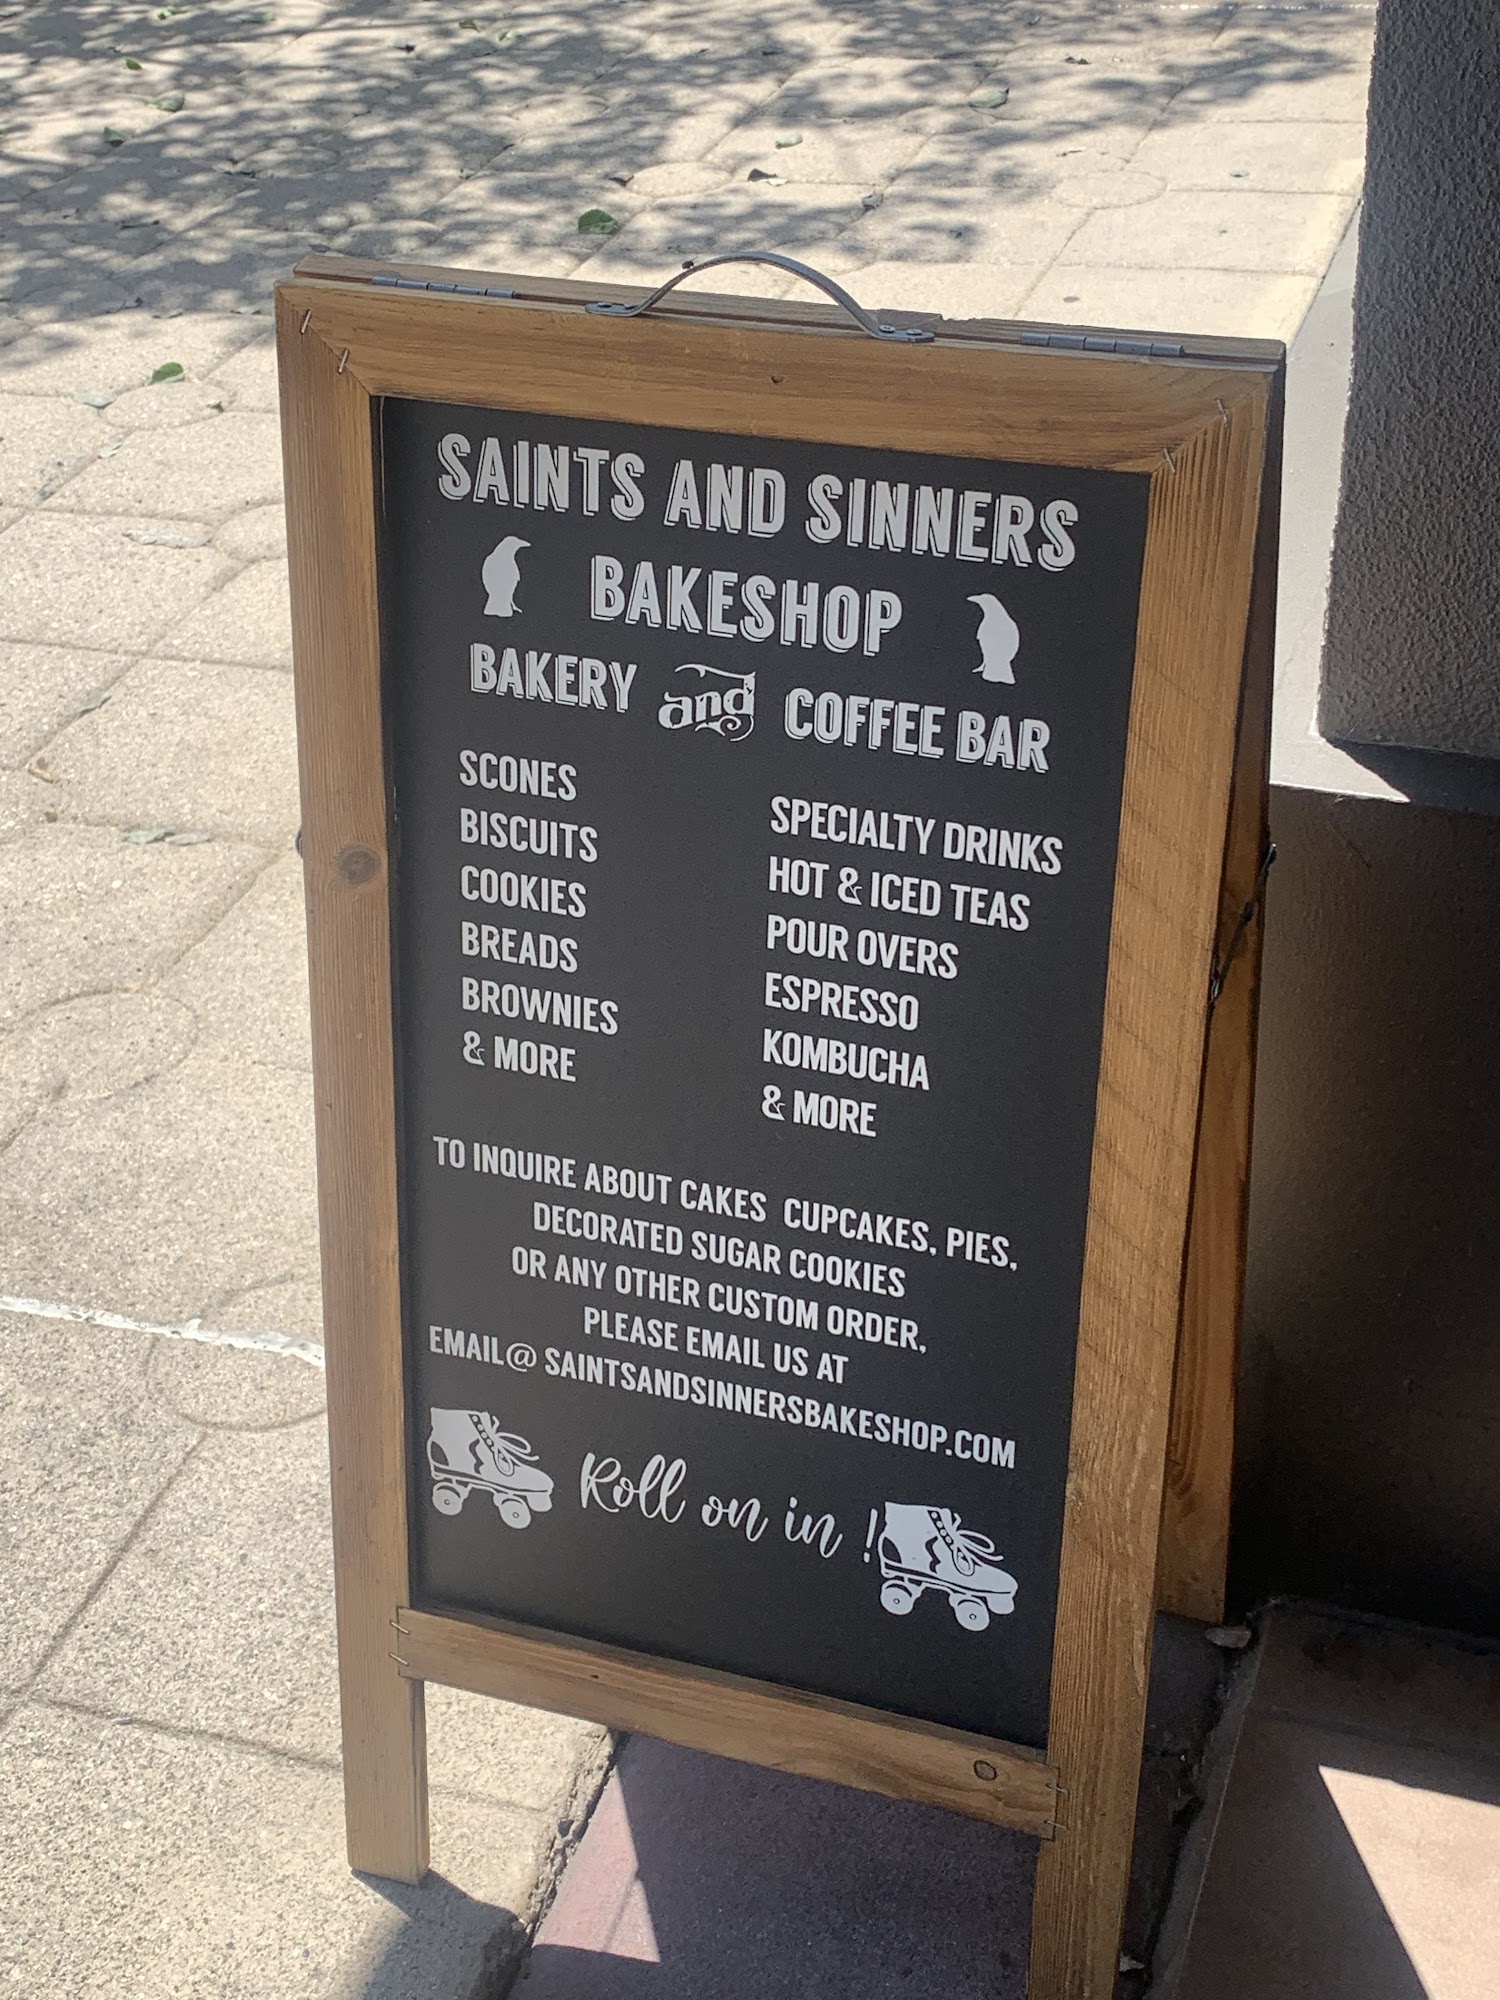 SAINTS AND SINNERS
BAKESHOP
BAKERY and COFFEE BAR
SCONES
BISCUITS
COOKIES
BREADS
BROWNIES
& MORE
SPECIALTY DRINKS
HOT & ICED TEAS
POUR OVERS
ESPRESSO
KOMBUCHA
& MORE
TO INQUIRE ABOUT CAKES CUPCAKES, PIES,
DECORATED SUGAR COOKIES
OR ANY OTHER CUSTOM ORDER,
PLEASE EMAIL US AT
EMAIL@ SAINTSANDSINNERSBAKESHOP.COM
Roll on in !